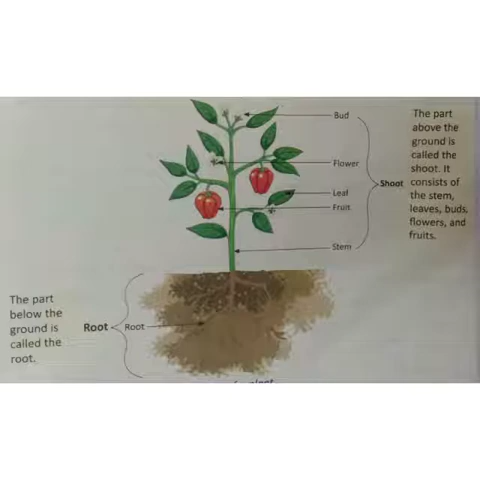 Bud
Flower
Leaf
Fruit
Stem
Shoot
The part
above the
ground is
called the
shoot. It
consists of
the stem,
leaves, buds,
flowers, and
fruits.
The part
below the
ground is
called the
root.
Root
Root